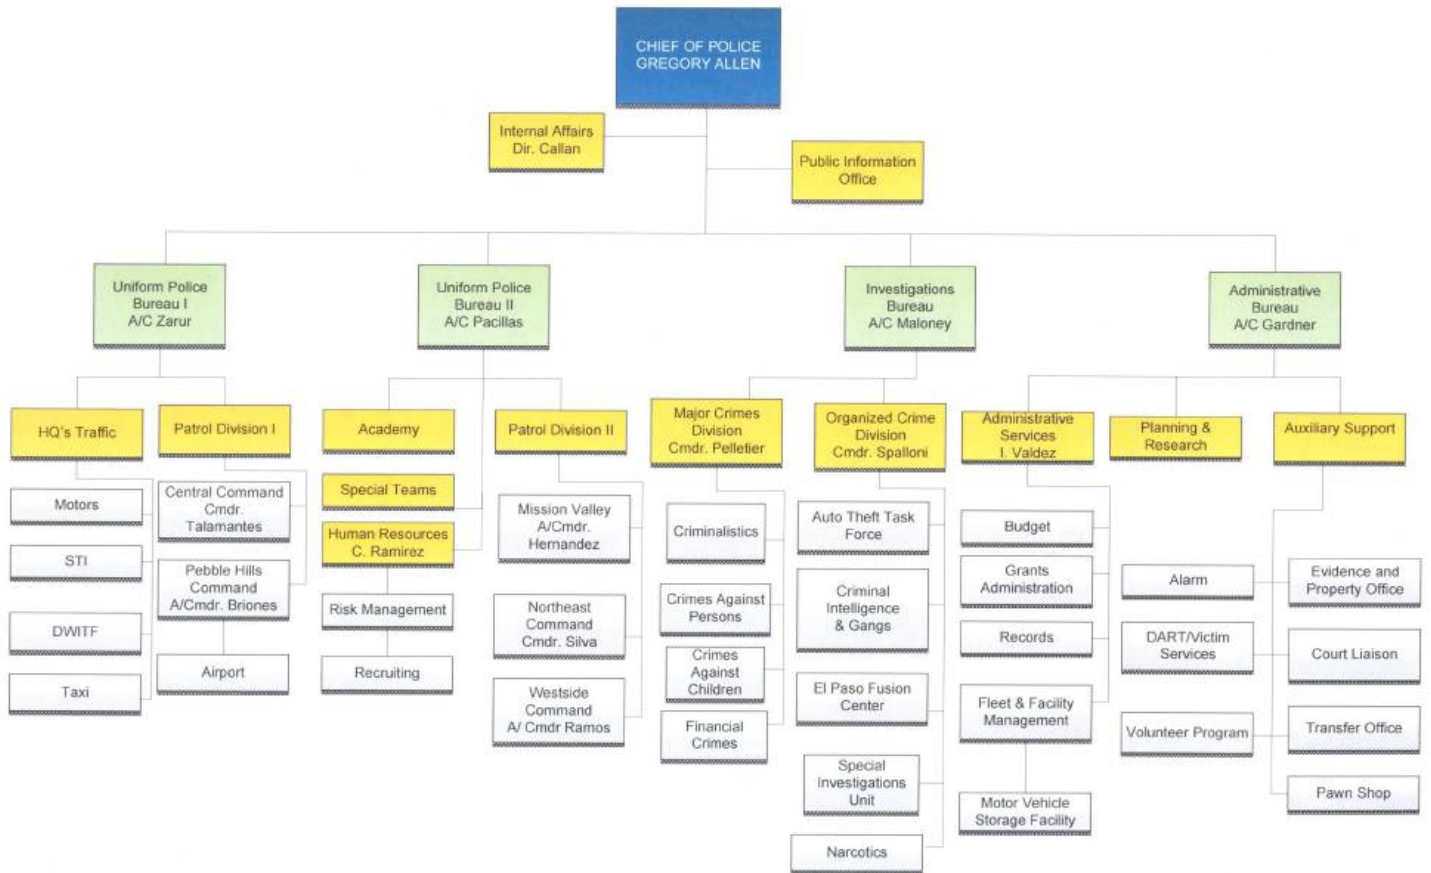 CHIEF OF POLICE
GREGORY ALLEN
Internal Affairs
Dir. Callan
Public Information
Office
Uniform Police
Bureau I
A/C Zarur
Uniform Police
Bureau II
A/C Pacillas
Investigations
Bureau
A/C Maloney
Administrative
Bureau
A/C Gardner
HQ's Traffic
Patrol Division I
Academy
Patrol Division II
Major Crimes
Division
Cmdr. Pelletier
Organized Crime
Division
Cmdr. Spalloni
Administrative
Services
I. Valdez
Planning &
Research
Auxiliary Support
Motors
STI
DWITF
Taxi
Central Command
Cmdr.
Talamantes
Pebble Hills
Command
A/Cmdr. Briones
Airport
Special Teams
Human Resources
C. Ramirez
Risk Management
Recruiting
Mission Valley
A/Cmdr.
Hernandez
Northeast
Command
Cmdr. Silva
Westside
Command
A/ Cmdr Ramos
Criminalistics
Crimes Against
Persons
Crimes
Against
Children
Financial
Crimes
Auto Theft Task
Force
Criminal
Intelligence
& Gangs
El Paso Fusion
Center
Special
Investigations
Unit
Narcotics
Budget
Grants
Administration
Records
Fleet & Facility
Management
Motor Vehicle
Storage Facility
Alarm
DART/Victim
Services
Volunteer Program
Evidence and
Property Office
Court Liaison
Transfer Office
Pawn Shop